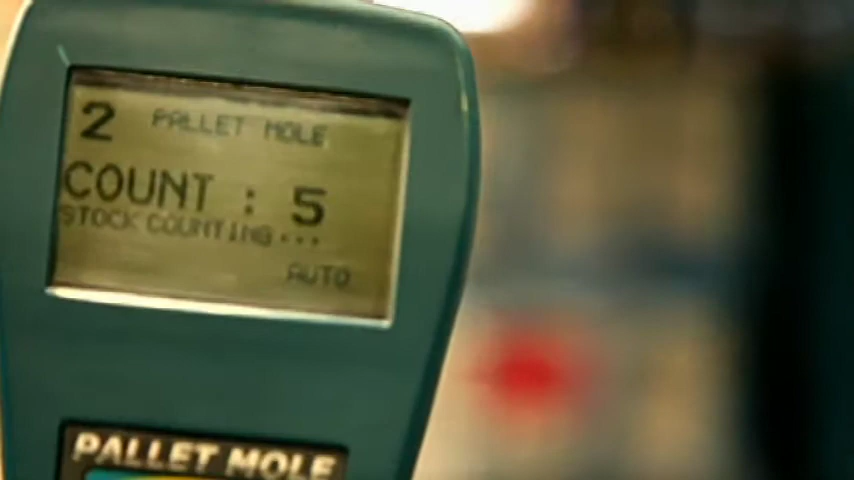 2 PALLET MOLE
COUNT : 5
STOCK COUNTING...
AUTO
PALLET MOLE